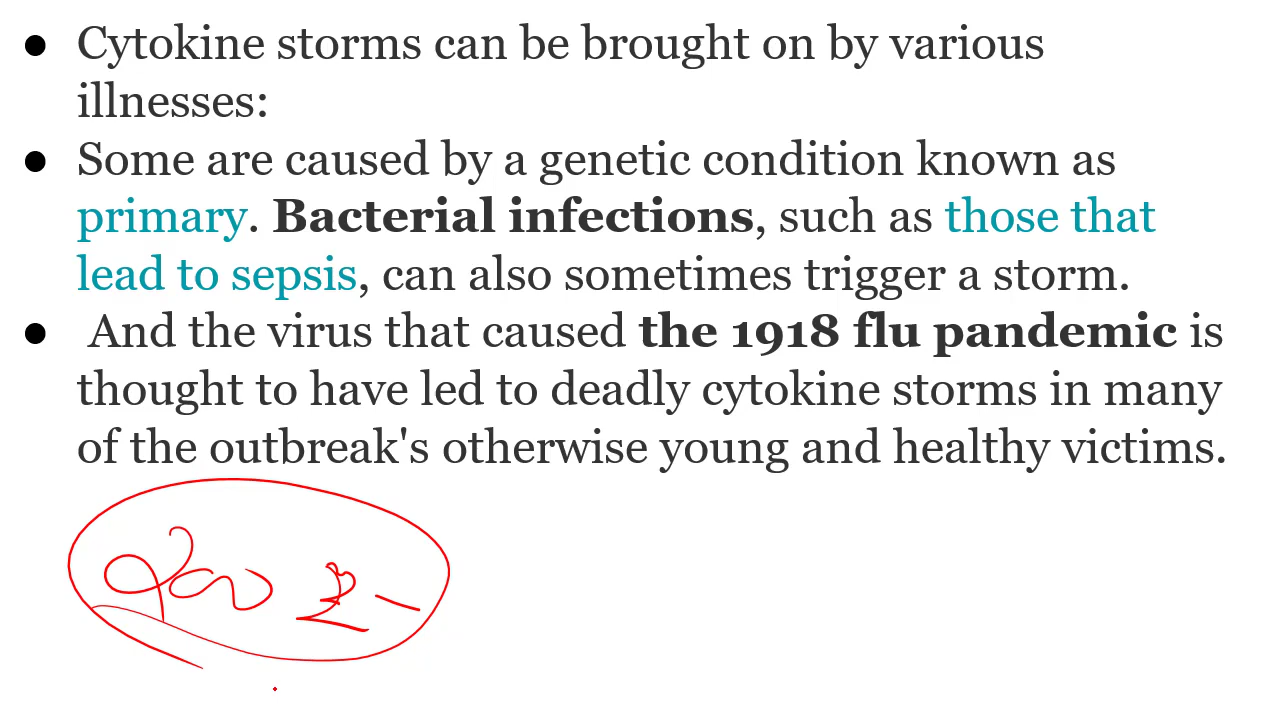 ● Cytokine storms can be brought on by various
illnesses:
● Some are caused by a genetic condition known as
primary. Bacterial infections, such as those that
lead to sepsis, can also sometimes trigger a storm.
● And the virus that caused the 1918 flu pandemic is
thought to have led to deadly cytokine storms in many
of the outbreak's otherwise young and healthy victims.